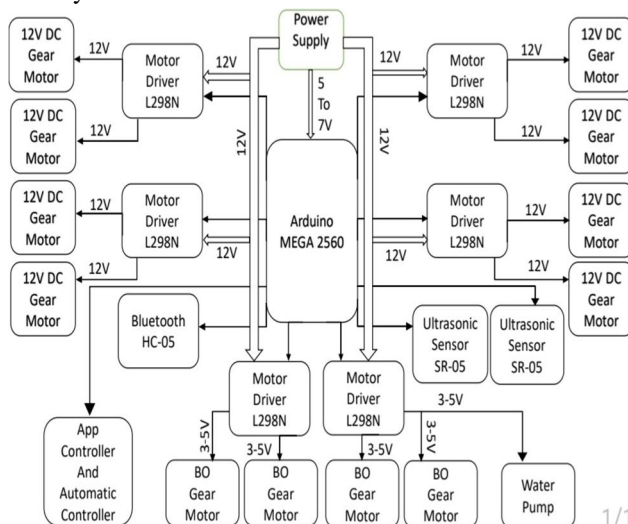 Power
Supply
12V DC
Gear
Motor
12V
Motor
Driver
L298N
12V
12V
Motor
Driver
L298N
12V
12V DC
Gear
Motor
5
To
7V
12V DC
Gear
Motor
12V
12V
12V
12V
12V DC
Gear
Motor
12V DC
Gear
Motor
12V
Motor
Driver
L298N
12V
Arduino
MEGA 2560
12V
Motor
Driver
L298N
12V
12V DC
Gear
Motor
12V DC
Gear
Motor
12V
12V
12V DC
Gear
Motor
Bluetooth
HC-05
Ultrasonic
Sensor
SR-05
Ultrasonic
Sensor
SR-05
Motor
Driver
L298N
Motor
Driver
L298N
App
Controller
And
Automatic
Controller
3-5V
3-5V
3-5V
3-5V
3-5V
BO
Gear
Motor
BO
Gear
Motor
BO
Gear
Motor
BO
Gear
Motor
Water
Pump